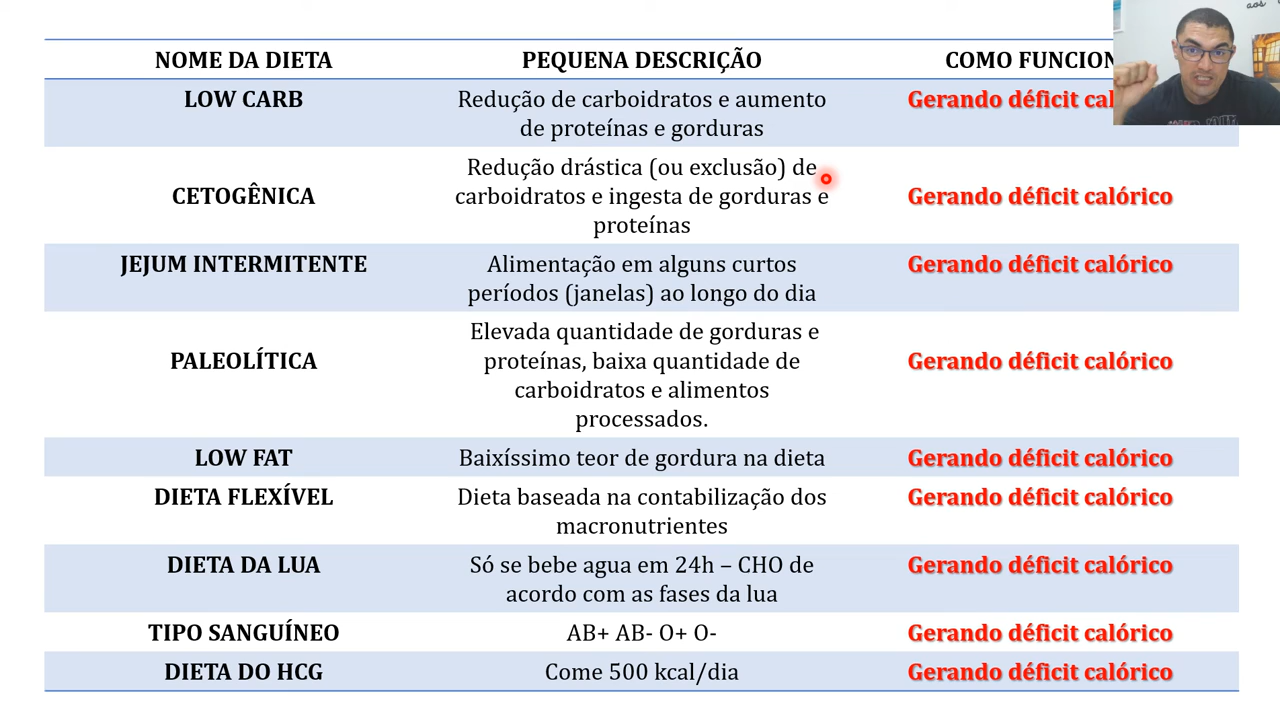 aos
NOME DA DIETA PEQUENA DESCRIÇÃO COMO FUNCION
LOW CARB
Redução de carboidratos e aumento
de proteínas e gorduras
Gerando déficit cal
CETOGÊNICA
Redução drástica (ou exclusão) de
carboidratos e ingesta de gorduras e
proteínas
Gerando déficit calórico
JEJUM INTERMITENTE
Alimentação em alguns curtos
períodos (janelas) ao longo do dia
Gerando déficit calórico
PALEOLÍTICA
Elevada quantidade de gorduras e
proteínas, baixa quantidade de
carboidratos e alimentos
processados.
Gerando déficit calórico
LOW FAT
Baixíssimo teor de gordura na dieta
Gerando déficit calórico
DIETA FLEXÍVEL
Dieta baseada na contabilização dos
macronutrientes
Gerando déficit calórico
DIETA DA LUA
Só se bebe agua em 24h – CHO de
acordo com as fases da lua
Gerando déficit calórico
TIPO SANGUÍNEO
AB+ AB- O+ O-
Gerando déficit calórico
DIETA DO HCG
Come 500 kcal/dia
Gerando déficit calórico